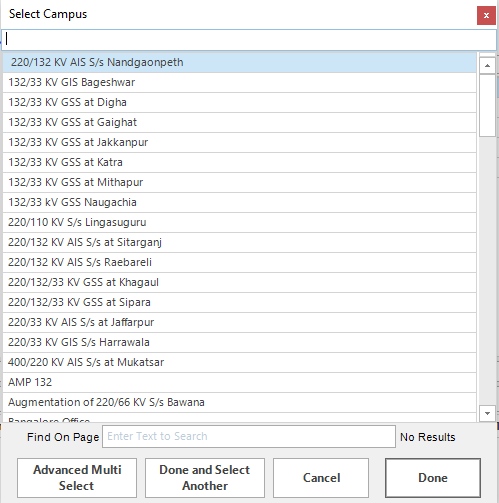 Select Campus
x
220/132 KV AIS S/s Nandgaonpeth
132/33 KV GIS Bageshwar
132/33 KV GSS at Digha
132/33 KV GSS at Gaighat
132/33 KV GSS at Jakkanpur
132/33 KV GSS at Katra
132/33 KV GSS at Mithapur
132/33 kV GSS Naugachia
220/110 KV S/s Lingasuguru
220/132 KV AIS S/s at Sitarganj
220/132 KV AIS S/s Raebareli
220/132/33 KV GSS at Khagaul
220/132/33 KV GSS at Sipara
220/33 KV AIS S/s at Jaffarpur
220/33 KV GIS S/s Harrawala
400/220 KV AIS S/s at Mukatsar
AMP 132
Augmentation of 220/66 KV S/s Bawana
Bangalore Office
Find On Page Enter Text to Search No Results
Advanced Multi Select
Done and Select Another
Cancel
Done